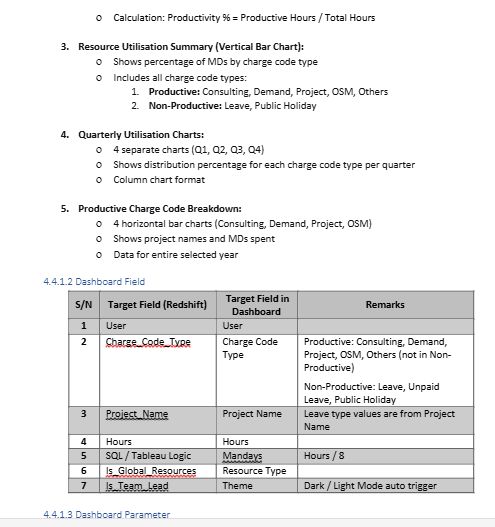 o Calculation: Productivity % = Productive Hours / Total Hours
3. Resource Utilisation Summary (Vertical Bar Chart):
o Shows percentage of MDs by charge code type
o Includes all charge code types:
1. Productive: Consulting, Demand, Project, OSM, Others
2. Non-Productive: Leave, Public Holiday
4. Quarterly Utilisation Charts:
o 4 separate charts (Q1, Q2, Q3, Q4)
o Shows distribution percentage for each charge code type per quarter
o Column chart format
5. Productive Charge Code Breakdown:
o 4 horizontal bar charts (Consulting, Demand, Project, OSM)
o Shows project names and MDs spent
o Data for entire selected year
4.4.1.2 Dashboard Field
S/N Target Field (Redshift) Target Field in Dashboard Remarks
1 User User
2 Charge_Code_Type Charge Code Type Productive: Consulting, Demand, Project, OSM, Others (not in Non-Productive)
Non-Productive: Leave, Unpaid Leave, Public Holiday
3 Project_Name Project Name Leave type values are from Project Name
4 Hours Hours
5 SQL / Tableau Logic Mandays Hours / 8
6 Is_Global_Resources Resource Type
7 Is_Team_Lead Theme Dark / Light Mode auto trigger
4.4.1.3 Dashboard Parameter